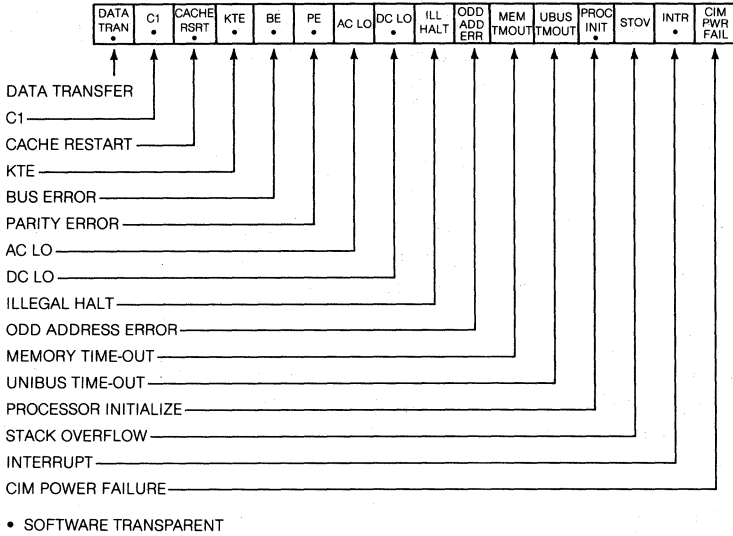 DATA TRAN •
C1 •
CACHE RSRT •
KTE •
BE •
PE •
AC LO
DC LO •
ILL HALT
ODD ADD ERR
MEM TMOUT
UBUS TMOUT
PROC INIT •
STOV
INTR •
CIM PWR FAIL
DATA TRANSFER
C1
CACHE RESTART
KTE
BUS ERROR
PARITY ERROR
AC LO
DC LO
ILLEGAL HALT
ODD ADDRESS ERROR
MEMORY TIME-OUT
UNIBUS TIME-OUT
PROCESSOR INITIALIZE
STACK OVERFLOW
INTERRUPT
CIM POWER FAILURE
• SOFTWARE TRANSPARENT